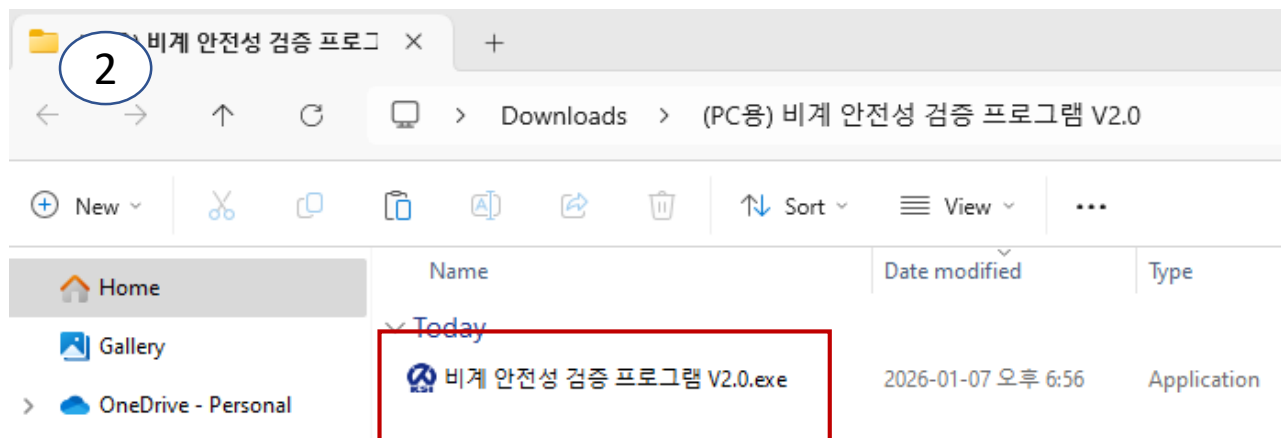 비계 안전성 검증 프로그
2
Downloads > (PC용) 비계 안전성 검증 프로그램 V2.0
New Sort View
Name Date modified Type
Home
Today
Gallery
KSI 비계 안전성 검증 프로그램 V2.0.exe 2026-01-07 오후 6:56 Application
OneDrive - Personal